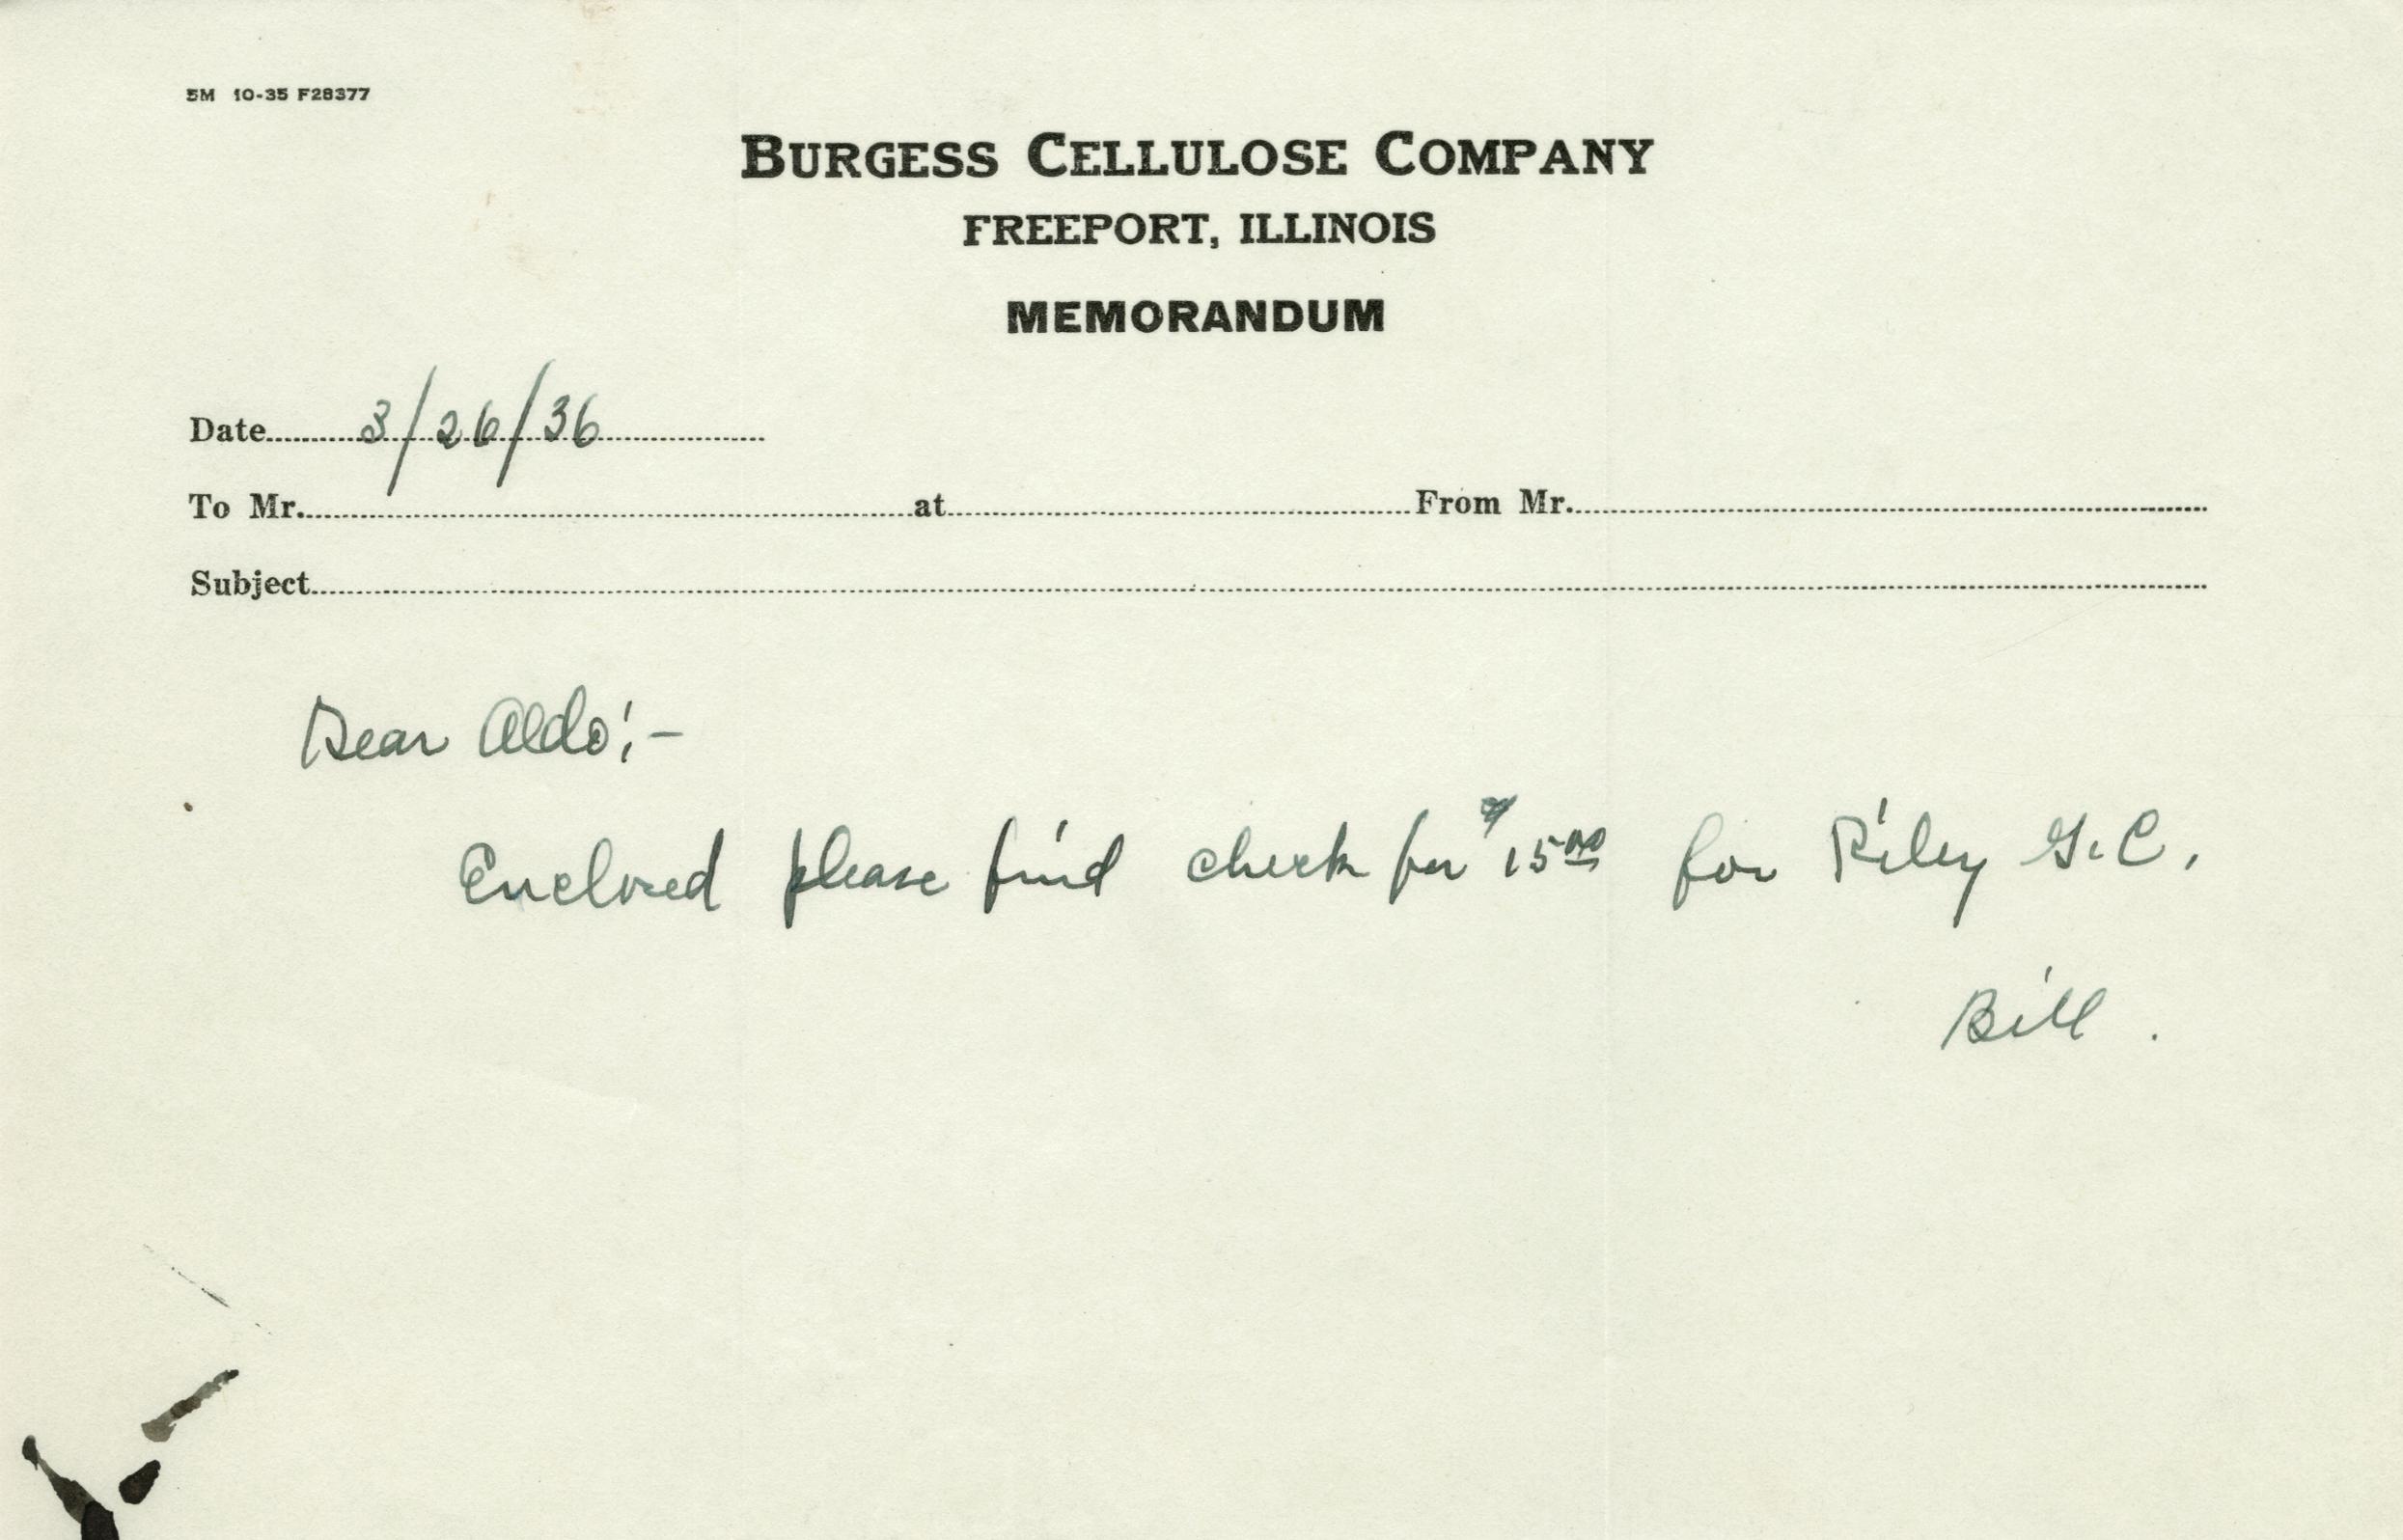 5M 10-35 F28377
BURGESS CELLULOSE COMPANY
FREEPORT, ILLINOIS
MEMORANDUM
Date 3/26/36
To Mr. at From Mr.
Subject
Dear Aldo:-
Enclosed please find check for $15.00 for Riley G.C.
Bill.